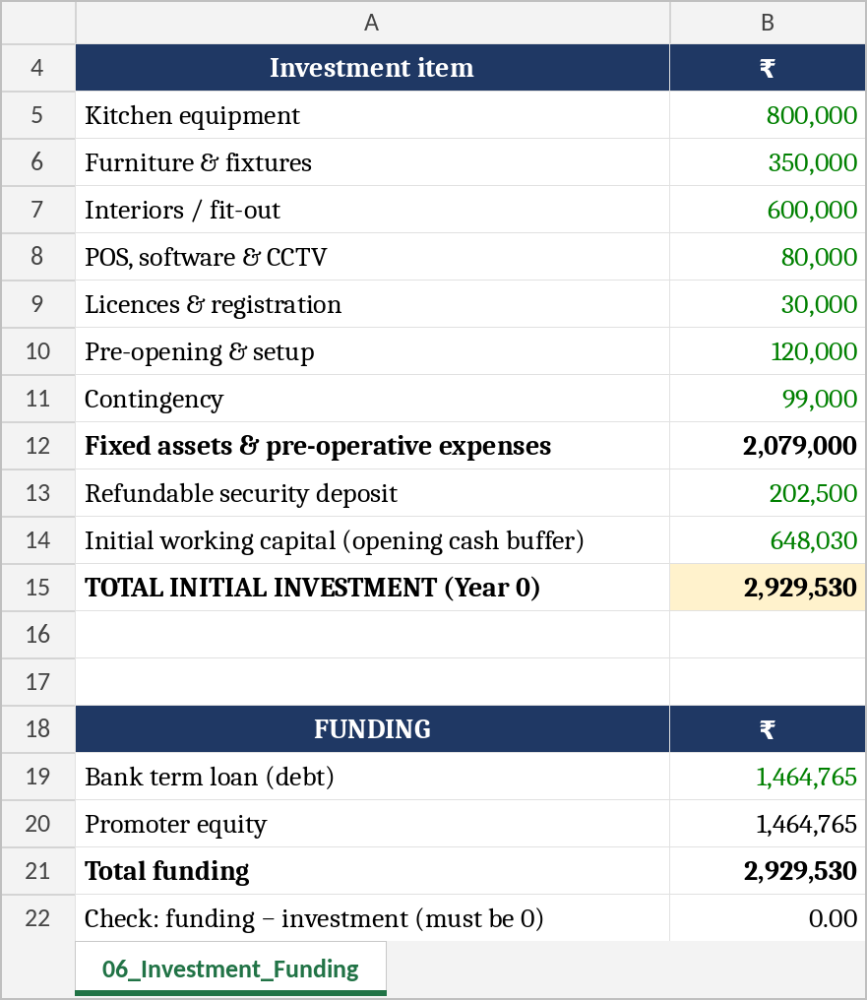 A B
4 Investment item ₹
5 Kitchen equipment 800,000
6 Furniture & fixtures 350,000
7 Interiors / fit-out 600,000
8 POS, software & CCTV 80,000
9 Licences & registration 30,000
10 Pre-opening & setup 120,000
11 Contingency 99,000
12 Fixed assets & pre-operative expenses 2,079,000
13 Refundable security deposit 202,500
14 Initial working capital (opening cash buffer) 648,030
15 TOTAL INITIAL INVESTMENT (Year 0) 2,929,530
16
17
18 FUNDING ₹
19 Bank term loan (debt) 1,464,765
20 Promoter equity 1,464,765
21 Total funding 2,929,530
22 Check: funding − investment (must be 0) 0.00
06_Investment_Funding